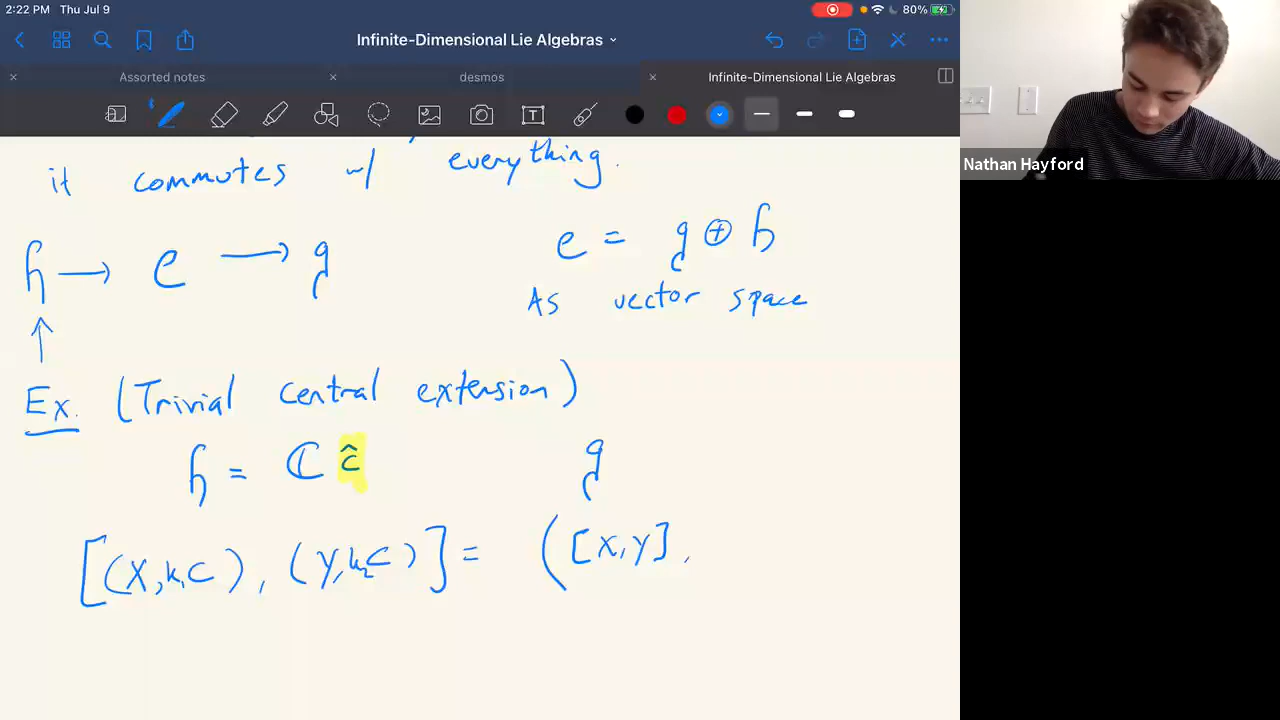 2:22 PM Thu Jul 9
80%
Infinite-Dimensional Lie Algebras
Assorted notes
desmos
Infinite-Dimensional Lie Algebras
T
it commutes w/ everything.
h → e → g
e = g ⊕ h
As vector space
↑
Ex. (Trivial central extension)
h = ℂ ĉ
g
[(X, k₁C), (Y, k₂C)] = ([X, Y],
Nathan Hayford